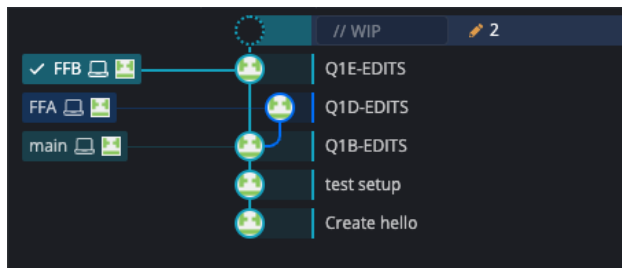 // WIP 2
FFB Q1E-EDITS
FFA Q1D-EDITS
main Q1B-EDITS
test setup
Create hello